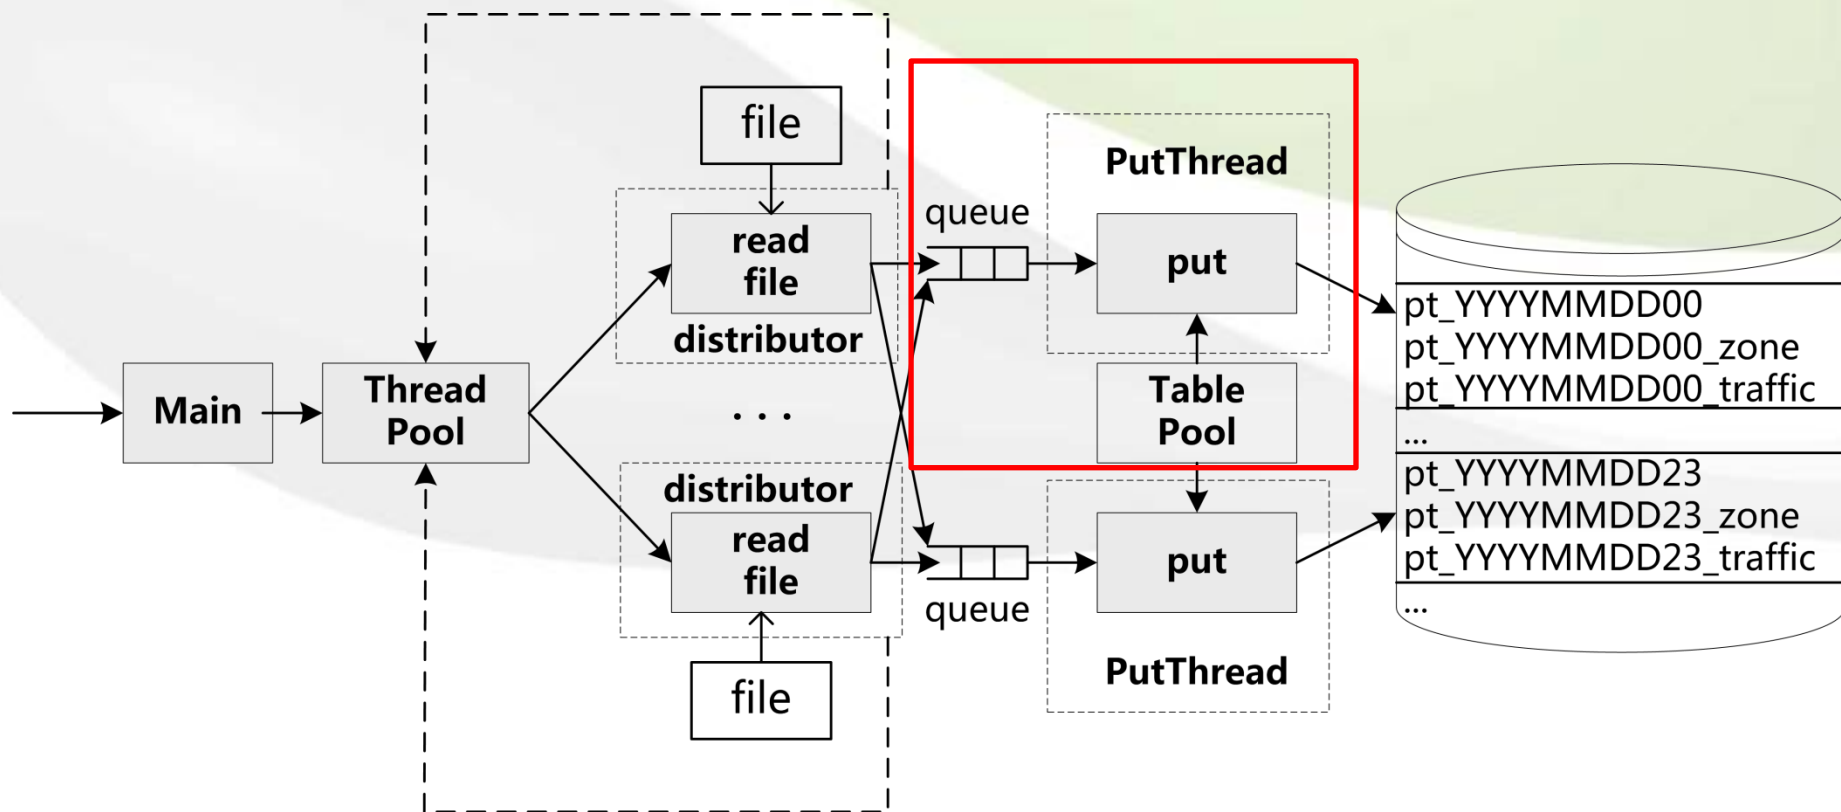 file
PutThread
queue
read
file
put
distributor
Main
Thread
Pool
. . .
Table
Pool
distributor
read
file
put
queue
file
PutThread
pt_YYYYMMDD00
pt_YYYYMMDD00_zone
pt_YYYYMMDD00_traffic
...
pt_YYYYMMDD23
pt_YYYYMMDD23_zone
pt_YYYYMMDD23_traffic
...